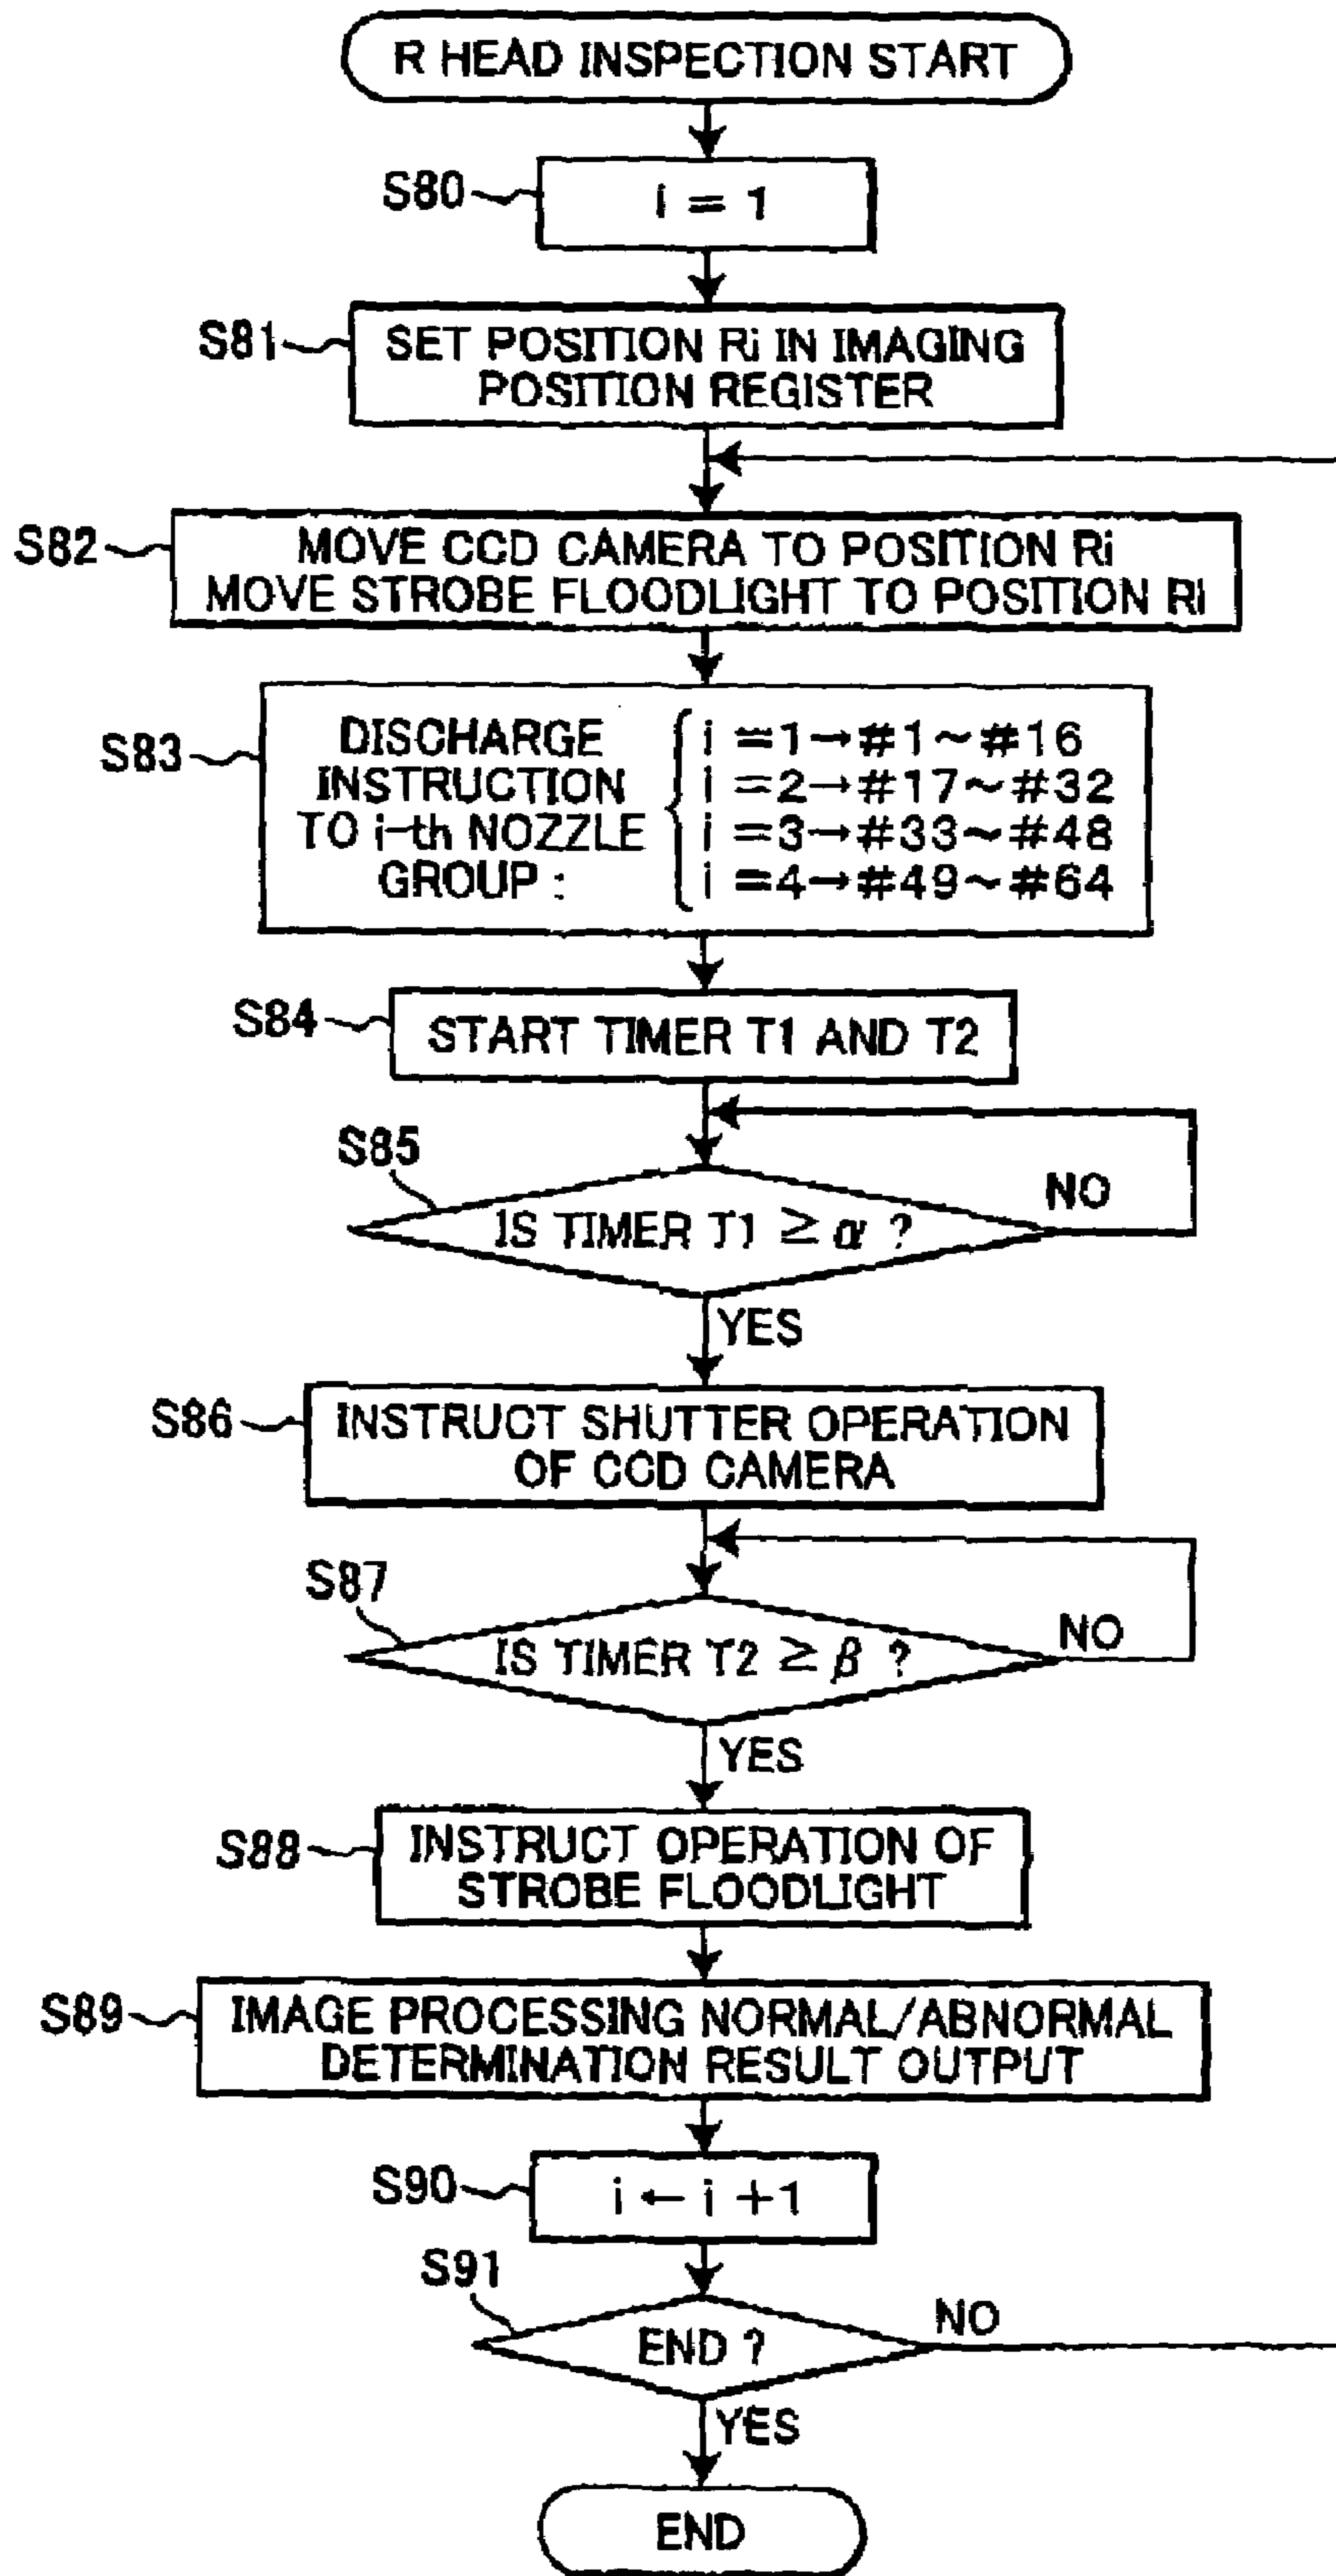 R HEAD INSPECTION START
S80
i = 1
S81
SET POSITION Ri IN IMAGING
POSITION REGISTER
S82
MOVE CCD CAMERA TO POSITION Ri
MOVE STROBE FLOODLIGHT TO POSITION Ri
S83
DISCHARGE
INSTRUCTION
TO i-th NOZZLE
GROUP :
i =1→#1~#16
i =2→#17~#32
i =3→#33~#48
i =4→#49~#64
S84
START TIMER T1 AND T2
S85
IS TIMER T1 ≥ α ?
NO
YES
S86
INSTRUCT SHUTTER OPERATION
OF CCD CAMERA
S87
IS TIMER T2 ≥ β ?
NO
YES
S88
INSTRUCT OPERATION OF
STROBE FLOODLIGHT
S89
IMAGE PROCESSING NORMAL/ABNORMAL
DETERMINATION RESULT OUTPUT
S90
i ← i +1
S91
END ?
NO
YES
END